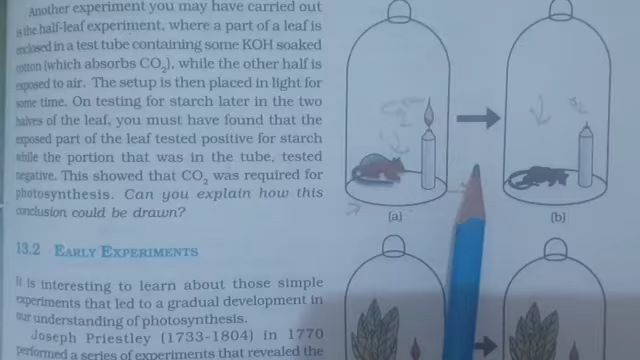 Another experiment you may have carried out
is the half-leaf experiment, where a part of a leaf is
enclosed in a test tube containing some KOH soaked
cotton (which absorbs CO₂), while the other half is
exposed to air. The setup is then placed in light for
some time. On testing for starch later in the two
halves of the leaf, you must have found that the
exposed part of the leaf tested positive for starch
while the portion that was in the tube, tested
negative. This showed that CO₂ was required for
photosynthesis. Can you explain how this
conclusion could be drawn?
13.2 EARLY EXPERIMENTS
It is interesting to learn about those simple
experiments that led to a gradual development in
our understanding of photosynthesis.
Joseph Priestley (1733-1804) in 1770
performed a series of experiments that revealed the
(a)
(b)